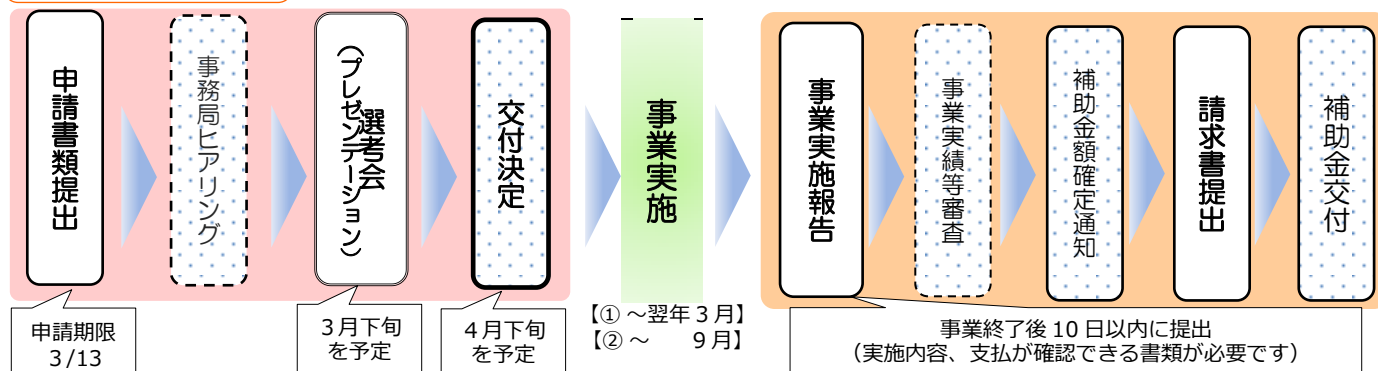 申請書類提出
事務局ヒアリング
選考会
（プレゼンテーション）
交付決定
事業実施
事業実施報告
事業実績等審査
補助金額確定通知
請求書提出
補助金交付
申請期限
3/13
３月下旬
を予定
４月下旬
を予定
【① ～翌年３月】
【② ～　　９月】
事業終了後 10 日以内に提出
（実施内容、支払が確認できる書類が必要です）